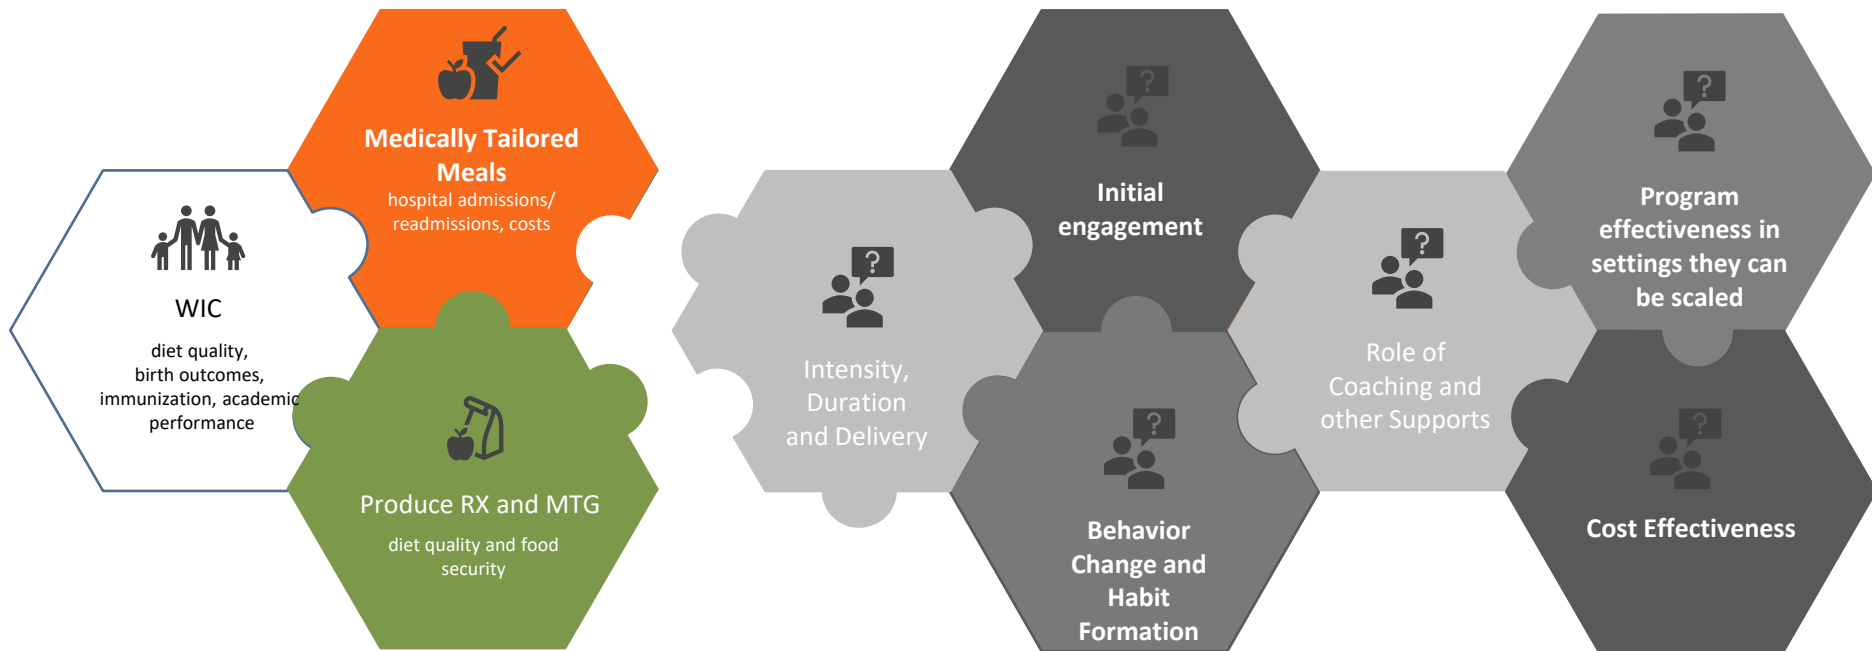 WIC
diet quality,
birth outcomes,
immunization, academic
performance
Medically Tailored
Meals
hospital admissions/
readmissions, costs
Produce RX and MTG
diet quality and food
security
?
Intensity,
Duration
and Delivery
?
Initial
engagement
?
Behavior
Change and
Habit
Formation
?
Role of
Coaching and
other Supports
?
Program
effectiveness in
settings they can
be scaled
?
Cost Effectiveness